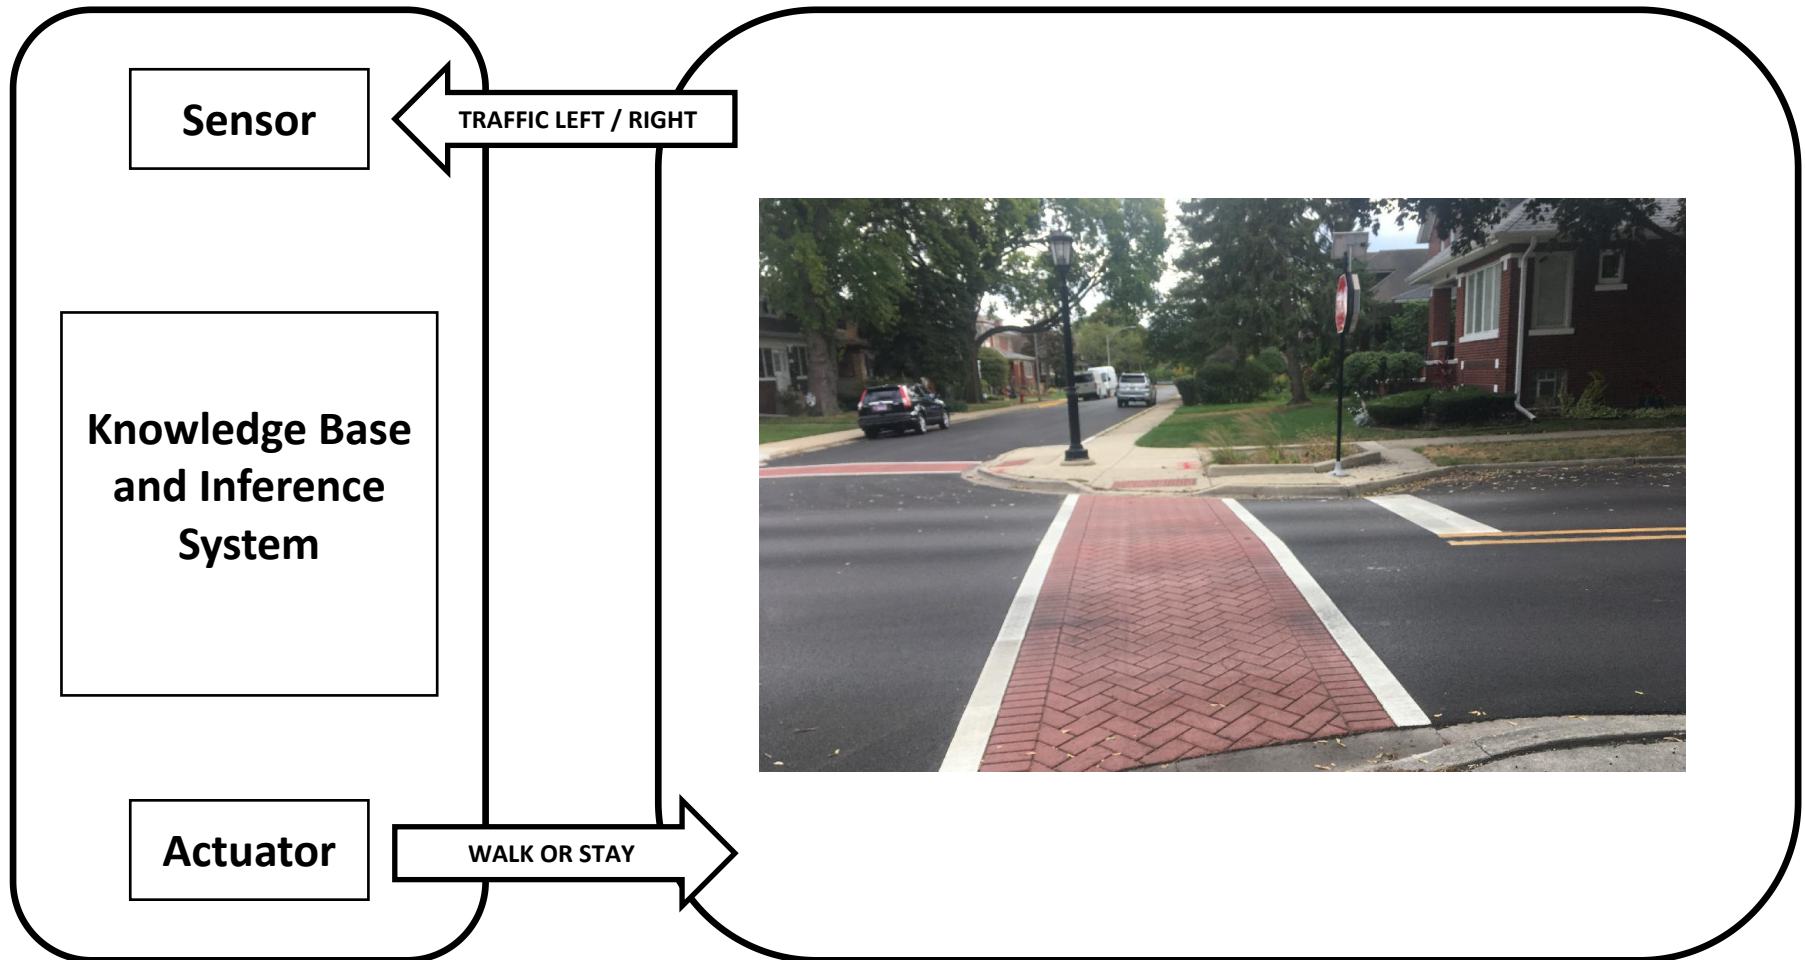 Sensor
TRAFFIC LEFT / RIGHT
Knowledge Base
and Inference
System
Actuator
WALK OR STAY